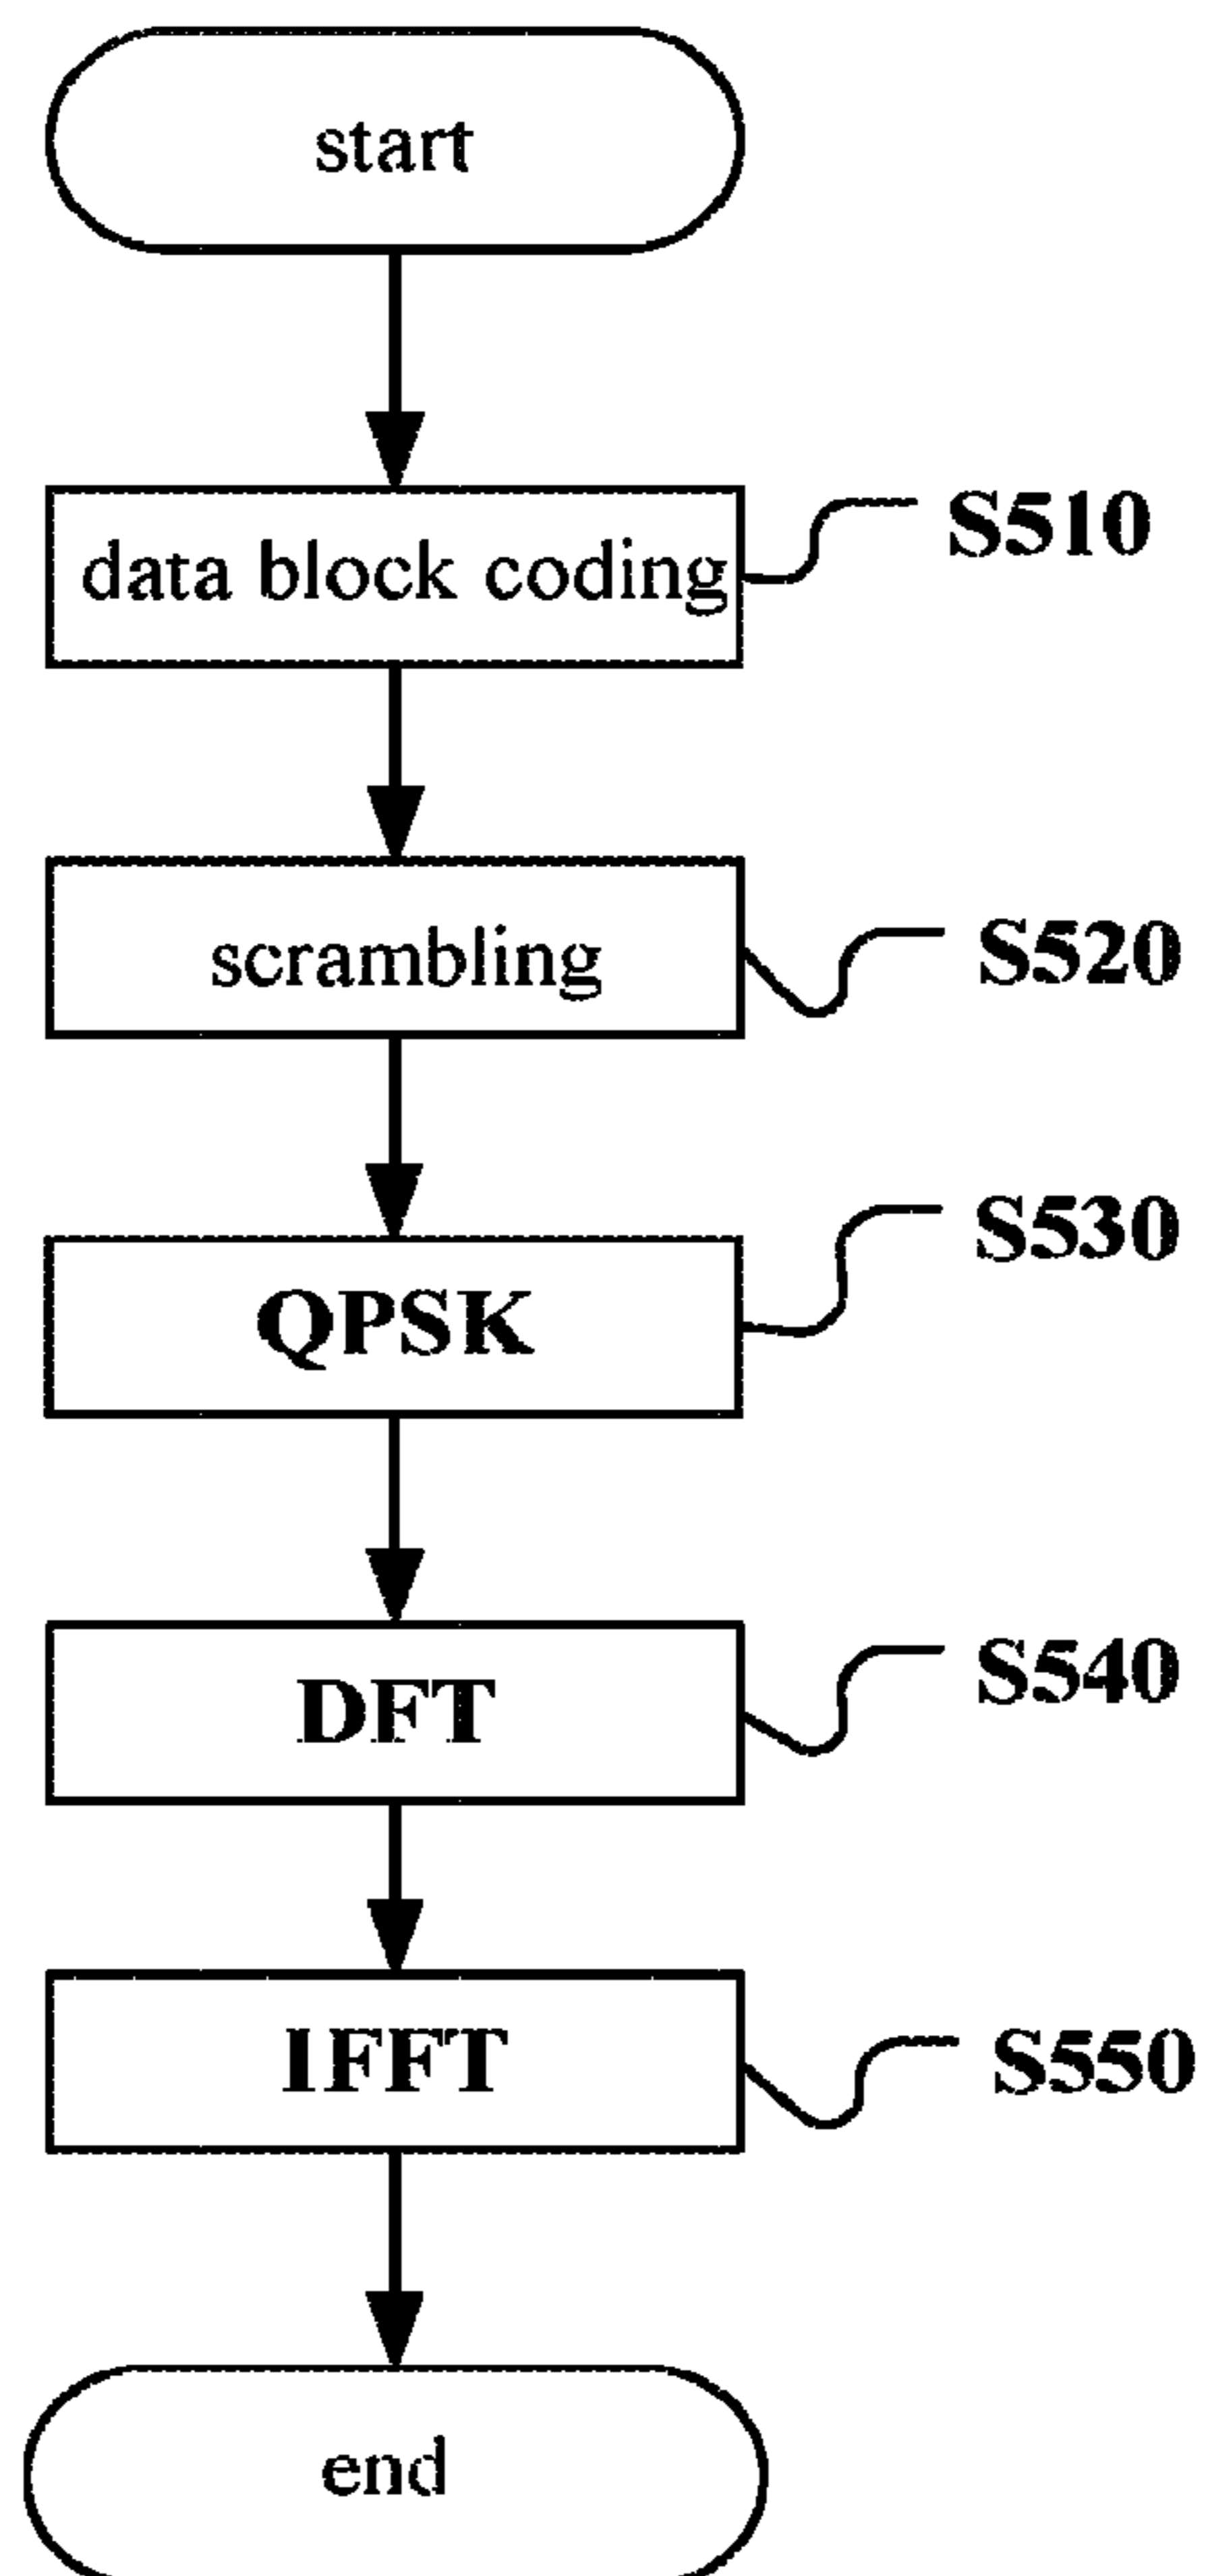 start
data block coding
S510
scrambling
S520
S530
QPSK
DFT
S540
IFFT
S550
end